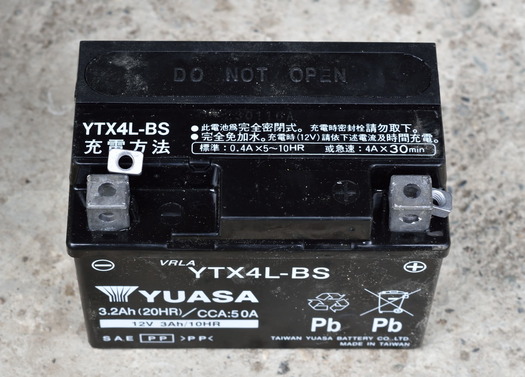 DO NOT OPEN
YTX4L-BS
充電方法
●此電池爲完全密閉式。充電時密封栓請勿取下。
●完全免加水。充電時(12V)請依下述電流及時間充電。
標準:0.4A×5~10HR 或急速:4A×30min
VRLA YTX4L-BS
YUASA
3.2Ah(20HR)/CCA:50A
12V 3Ah/10HR
SAE PP >PP<
Pb Pb
TAIWAN YUASA BATTERY CO.,LTD.
MADE IN TAIWAN